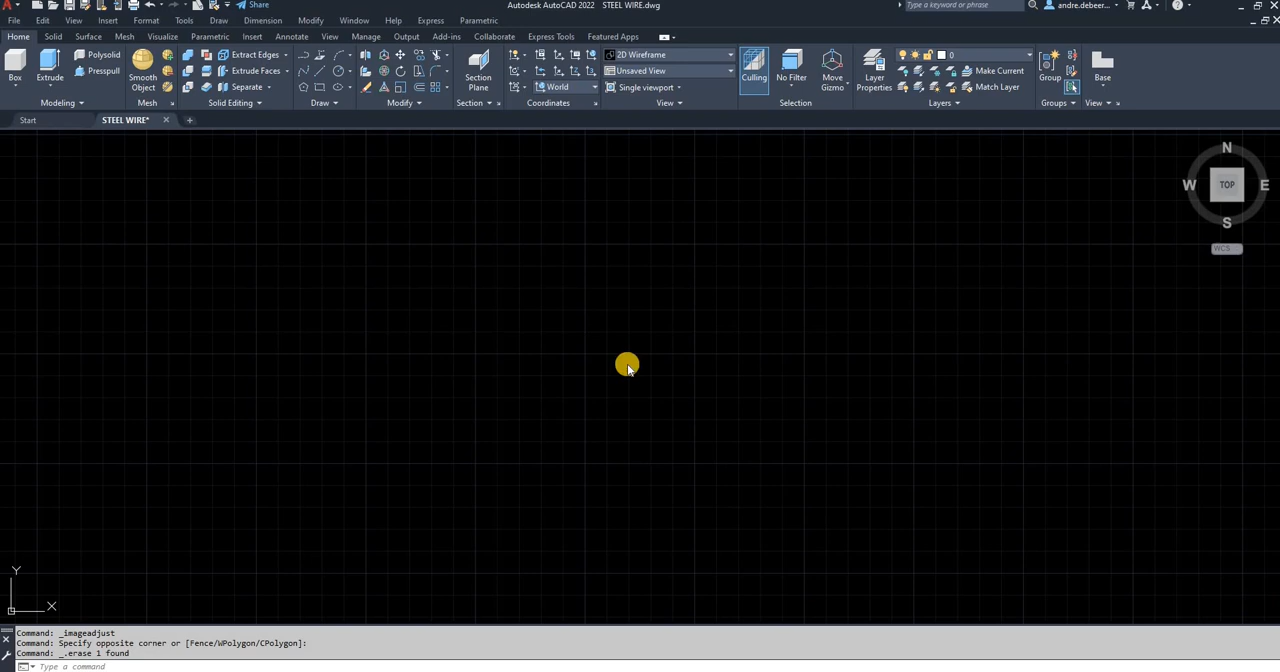 Share Autodesk AutoCAD 2022 STEEL WIRE.dwg Type a keyword or phrase andre.debeer...
File Edit View Insert Format Tools Draw Dimension Modify Window Help Express Parametric
Home Solid Surface Mesh Visualize Parametric Insert Annotate View Manage Output Add-ins Collaborate Express Tools Featured Apps
Polysolid Extract Edges 2D Wireframe 0
Presspull Extrude Faces Unsaved View Make Current
Box Extrude Smooth Object Separate Section Plane World Single viewport Culling No Filter Move Gizmo Layer Properties Match Layer Group Base
Modeling Mesh Solid Editing Draw Modify Section Coordinates View Selection Layers Groups View
Start STEEL WIRE*
N
W TOP E
S
WCS
Y
X
Command: _imageadjust
Command: Specify opposite corner or [Fence/WPolygon/CPolygon]:
Command: _.erase 1 found
Type a command